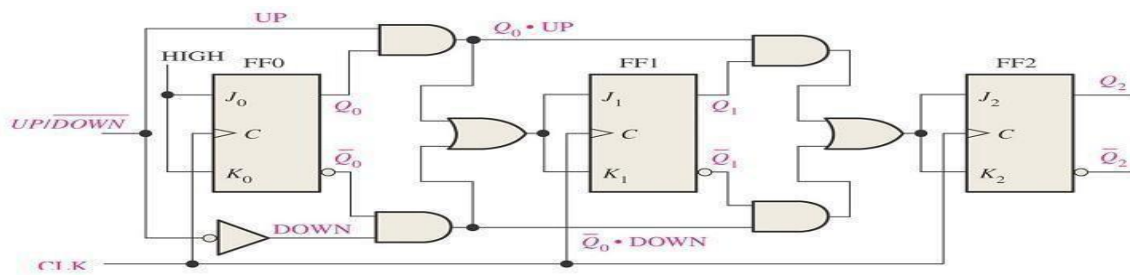 UP
Q₀ • UP
HIGH
FF0
FF1
FF2
J₀
Q₀
J₁
Q₁
J₂
Q₂
UP/D̅O̅W̅N̅
C
C
C
Q̅₀
Q̅₁
Q̅₂
K₀
K₁
K₂
DOWN
Q̅₀ • DOWN
CLK